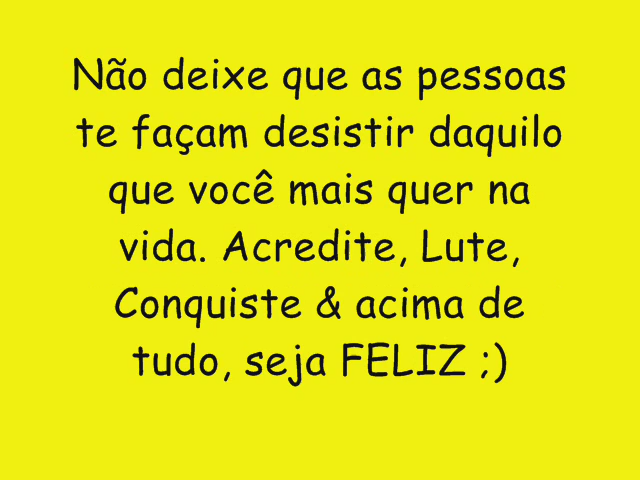 Não deixe que as pessoas
te façam desistir daquilo
que você mais quer na
vida. Acredite, Lute,
Conquiste & acima de
tudo, seja FELIZ ;)